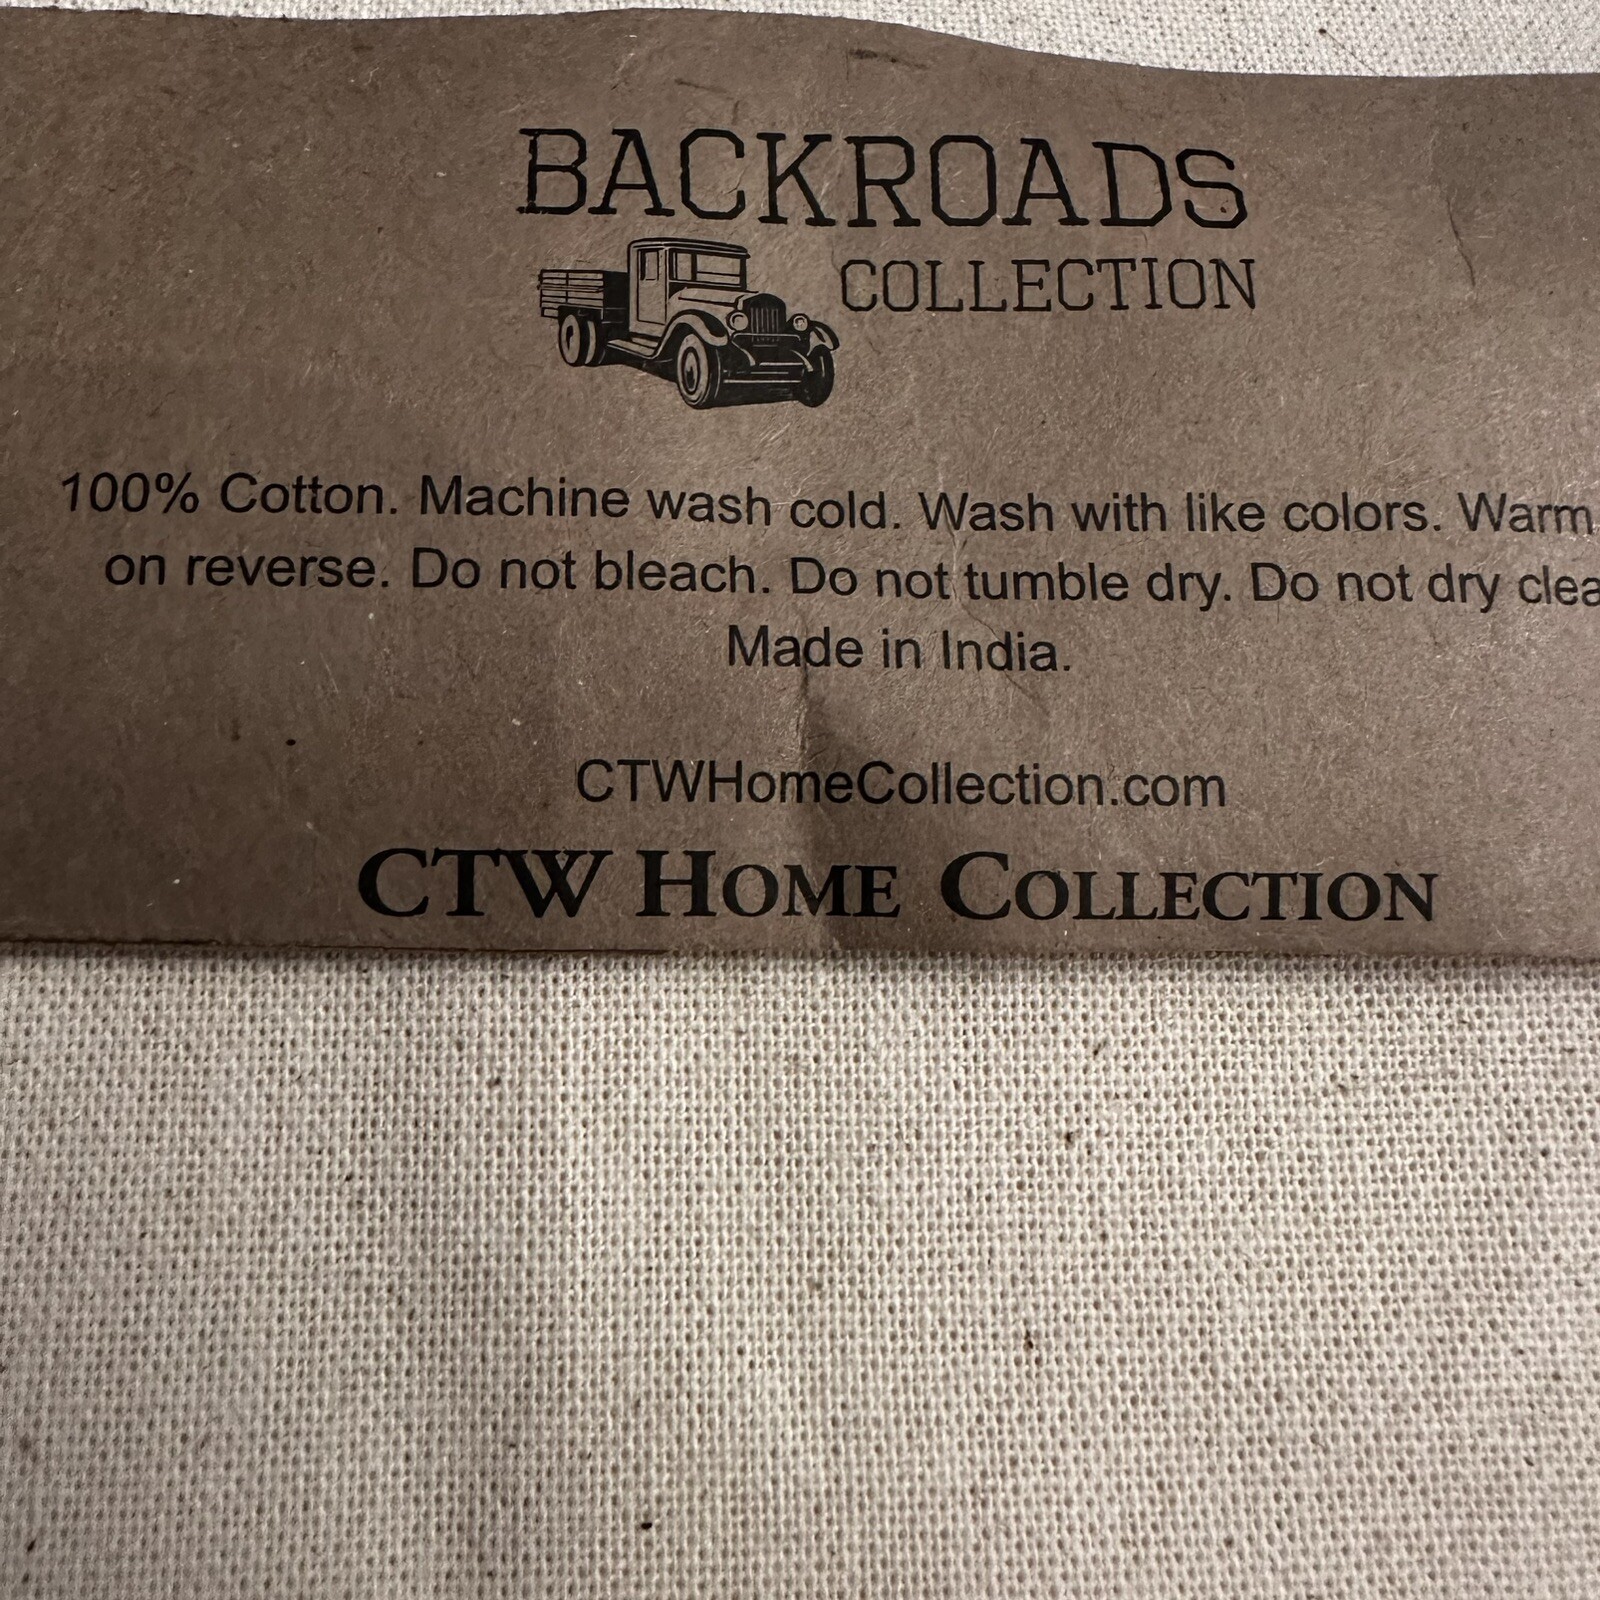 BACKROADS
COLLECTION
100% Cotton. Machine wash cold. Wash with like colors. Warm
on reverse. Do not bleach. Do not tumble dry. Do not dry clea
Made in India.
CTWHomeCollection.com
CTW HOME COLLECTION